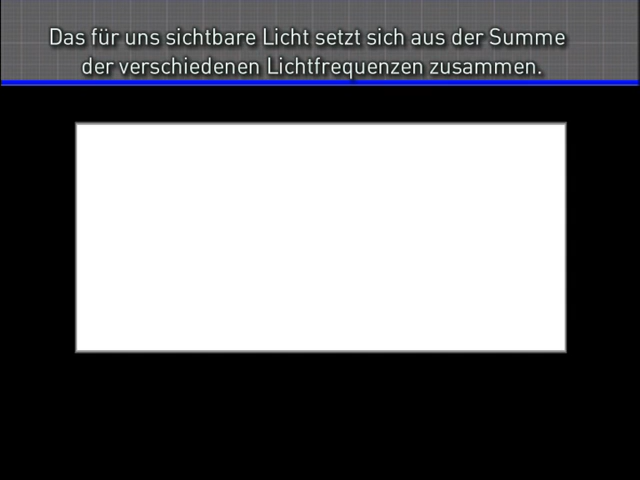 Das für uns sichtbare Licht setzt sich aus der Summe
der verschiedenen Lichtfrequenzen zusammen.